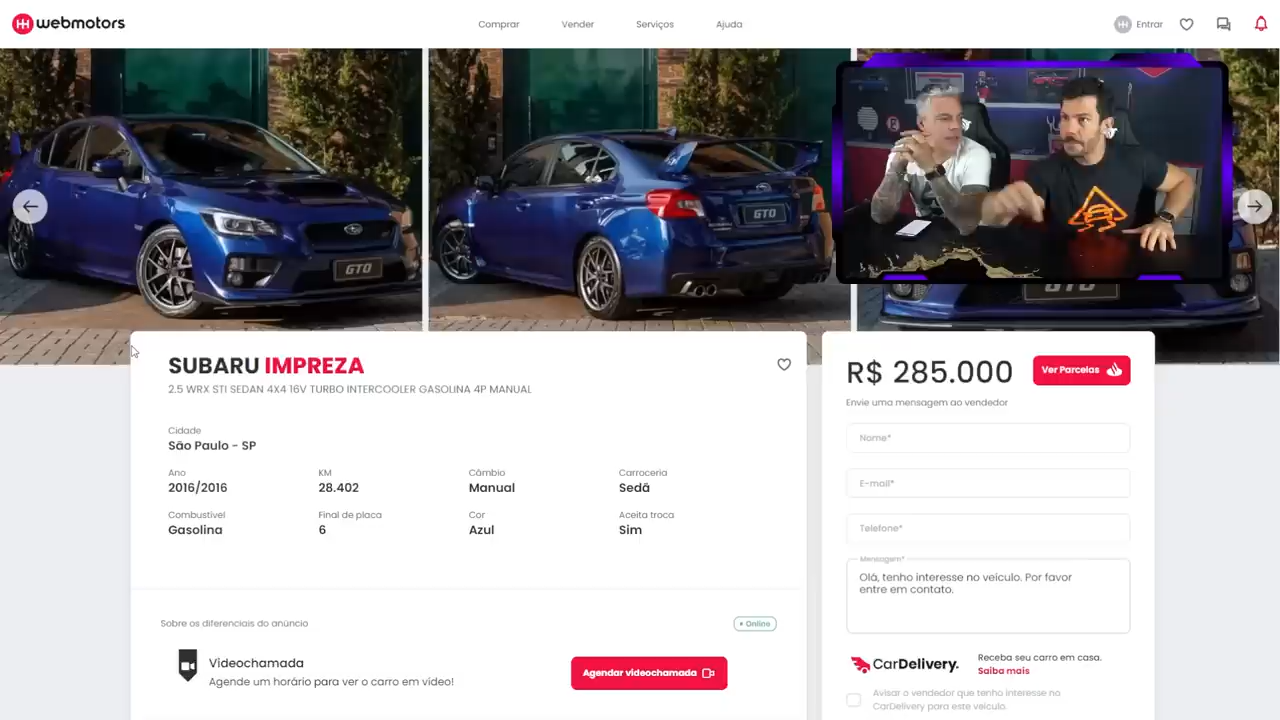 webmotors
Comprar
Vender
Serviços
Ajuda
Entrar
GTO
GTO
GTO
SUBARU IMPREZA
2.5 WRX STI SEDAN 4X4 16V TURBO INTERCOOLER GASOLINA 4P MANUAL
Cidade
São Paulo - SP
Ano
2016/2016
KM
28.402
Câmbio
Manual
Carroceria
Sedã
Combustível
Gasolina
Final de placa
6
Cor
Azul
Aceita troca
Sim
Sobre os diferenciais do anúncio
• Online
Videochamada
Agende um horário para ver o carro em vídeo!
Agendar videochamada
R$ 285.000
Ver Parcelas
Envie uma mensagem ao vendedor
Nome*
E-mail*
Telefone*
Mensagem*
Olá, tenho interesse no veículo. Por favor
entre em contato.
CarDelivery.
Receba seu carro em casa.
Saiba mais
Avisar o vendedor que tenho interesse no
CarDelivery para este veículo.